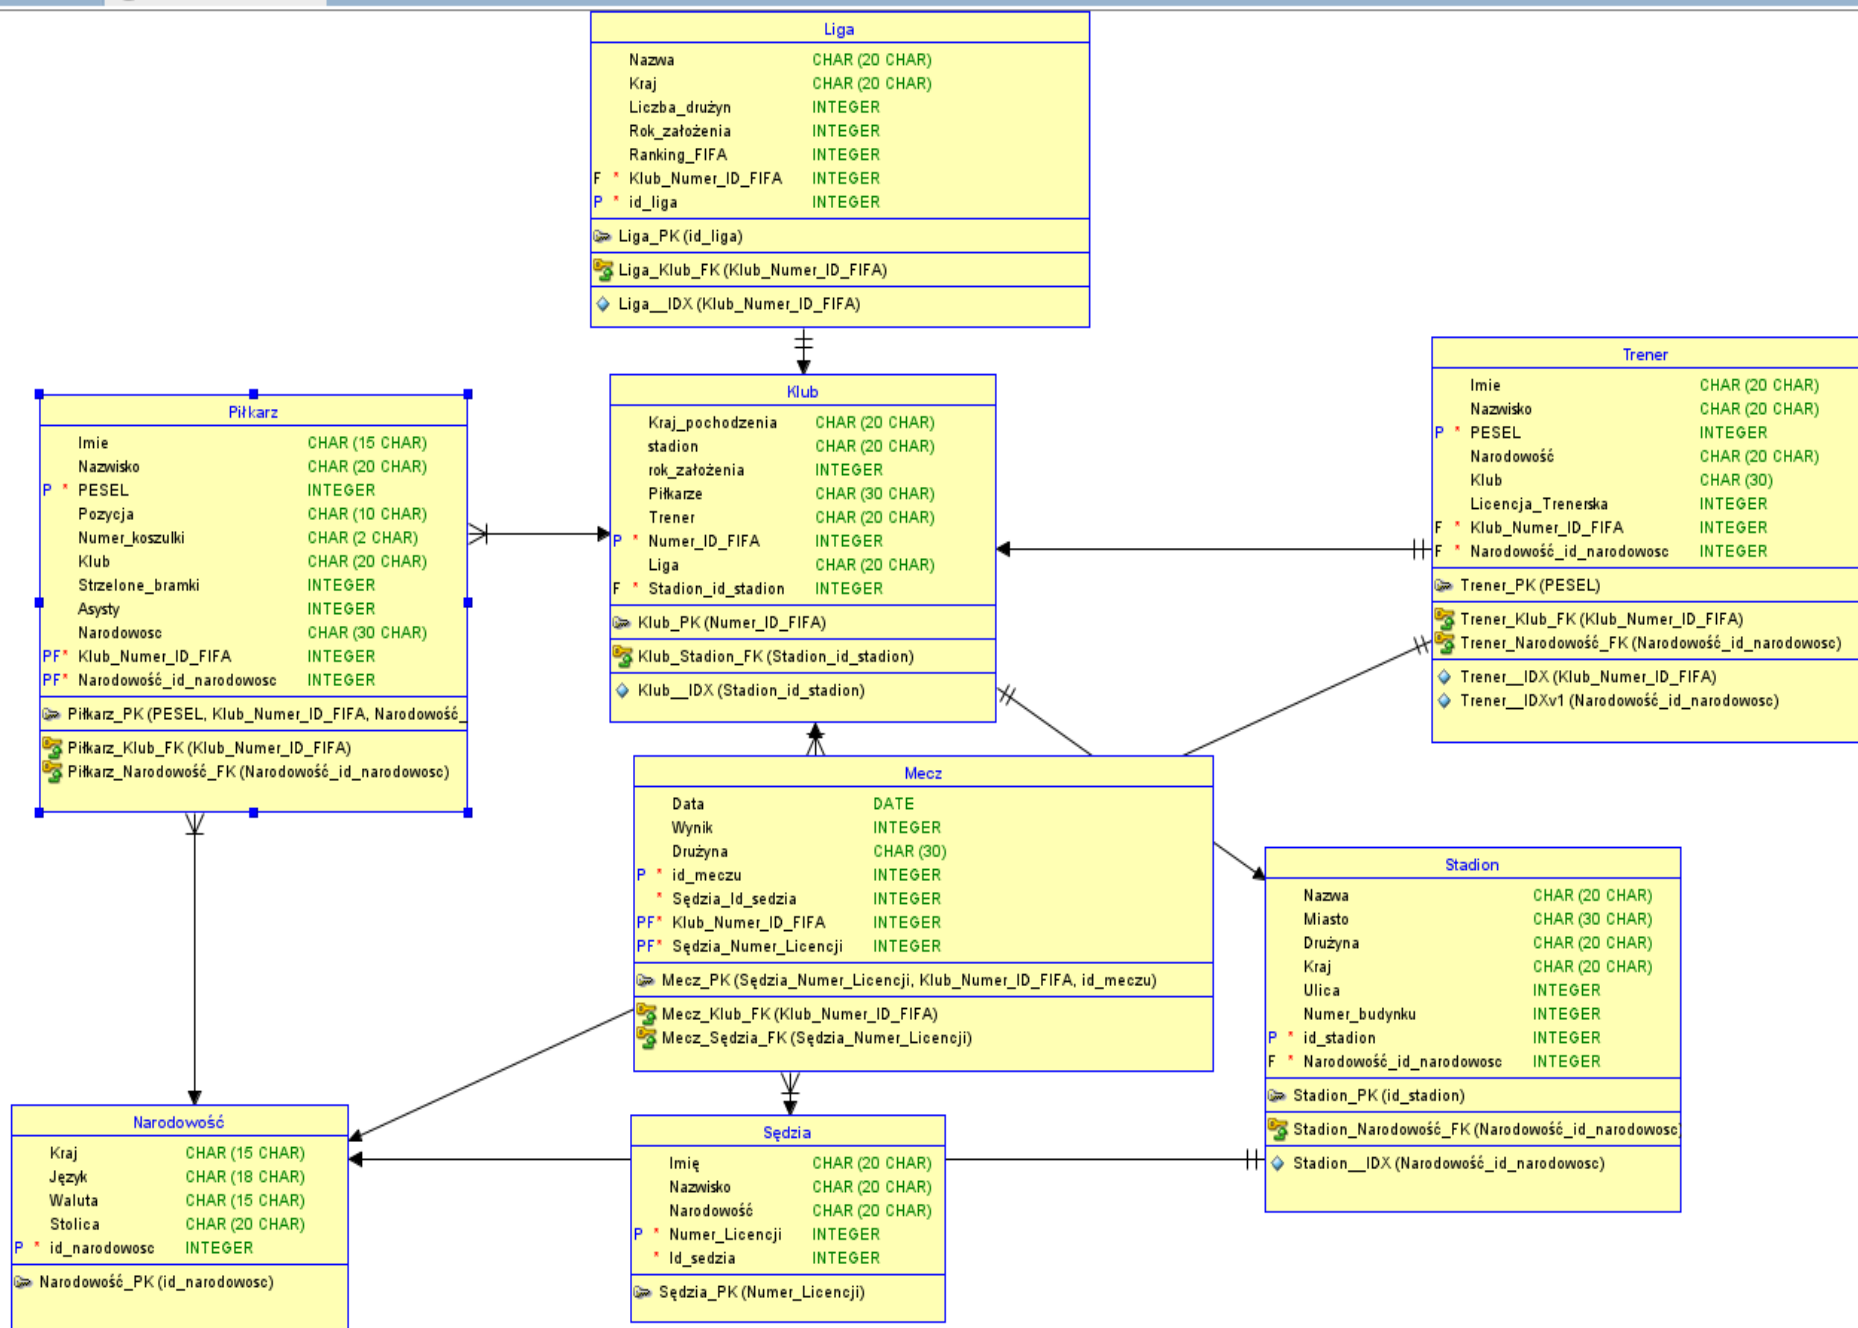 Liga
Nazwa CHAR (20 CHAR)
Kraj CHAR (20 CHAR)
Liczba_drużyn INTEGER
Rok_założenia INTEGER
Ranking_FIFA INTEGER
F * Klub_Numer_ID_FIFA INTEGER
P * id_liga INTEGER
Liga_PK (id_liga)
Liga_Klub_FK (Klub_Numer_ID_FIFA)
Liga__IDX (Klub_Numer_ID_FIFA)
Piłkarz
Imie CHAR (15 CHAR)
Nazwisko CHAR (20 CHAR)
P * PESEL INTEGER
Pozycja CHAR (10 CHAR)
Numer_koszulki CHAR (2 CHAR)
Klub CHAR (20 CHAR)
Strzelone_bramki INTEGER
Asysty INTEGER
Narodowosc CHAR (30 CHAR)
PF* Klub_Numer_ID_FIFA INTEGER
PF* Narodowość_id_narodowosc INTEGER
Piłkarz_PK (PESEL, Klub_Numer_ID_FIFA, Narodowość_
Piłkarz_Klub_FK (Klub_Numer_ID_FIFA)
Piłkarz_Narodowość_FK (Narodowość_id_narodowosc)
Klub
Kraj_pochodzenia CHAR (20 CHAR)
stadion CHAR (20 CHAR)
rok_założenia INTEGER
Piłkarze CHAR (30 CHAR)
Trener CHAR (20 CHAR)
P * Numer_ID_FIFA INTEGER
Liga CHAR (20 CHAR)
F * Stadion_id_stadion INTEGER
Klub_PK (Numer_ID_FIFA)
Klub_Stadion_FK (Stadion_id_stadion)
Klub__IDX (Stadion_id_stadion)
Trener
Imie CHAR (20 CHAR)
Nazwisko CHAR (20 CHAR)
P * PESEL INTEGER
Narodowość CHAR (20 CHAR)
Klub CHAR (30)
Licencja_Trenerska INTEGER
F * Klub_Numer_ID_FIFA INTEGER
F * Narodowość_id_narodowosc INTEGER
Trener_PK (PESEL)
Trener_Klub_FK (Klub_Numer_ID_FIFA)
Trener_Narodowość_FK (Narodowość_id_narodowosc)
Trener__IDX (Klub_Numer_ID_FIFA)
Trener__IDXv1 (Narodowość_id_narodowosc)
Mecz
Data DATE
Wynik INTEGER
Drużyna CHAR (30)
P * id_meczu INTEGER
* Sędzia_Id_sedzia INTEGER
PF* Klub_Numer_ID_FIFA INTEGER
PF* Sędzia_Numer_Licencji INTEGER
Mecz_PK (Sędzia_Numer_Licencji, Klub_Numer_ID_FIFA, id_meczu)
Mecz_Klub_FK (Klub_Numer_ID_FIFA)
Mecz_Sędzia_FK (Sędzia_Numer_Licencji)
Stadion
Nazwa CHAR (20 CHAR)
Miasto CHAR (30 CHAR)
Drużyna CHAR (20 CHAR)
Kraj CHAR (20 CHAR)
Ulica INTEGER
Numer_budynku INTEGER
P * id_stadion INTEGER
F * Narodowość_id_narodowosc INTEGER
Stadion_PK (id_stadion)
Stadion_Narodowość_FK (Narodowość_id_narodowosc)
Stadion__IDX (Narodowość_id_narodowosc)
Narodowość
Kraj CHAR (15 CHAR)
Język CHAR (18 CHAR)
Waluta CHAR (15 CHAR)
Stolica CHAR (20 CHAR)
P * id_narodowosc INTEGER
Narodowość_PK (id_narodowosc)
Sędzia
Imię CHAR (20 CHAR)
Nazwisko CHAR (20 CHAR)
Narodowość CHAR (20 CHAR)
P * Numer_Licencji INTEGER
* Id_sedzia INTEGER
Sędzia_PK (Numer_Licencji)